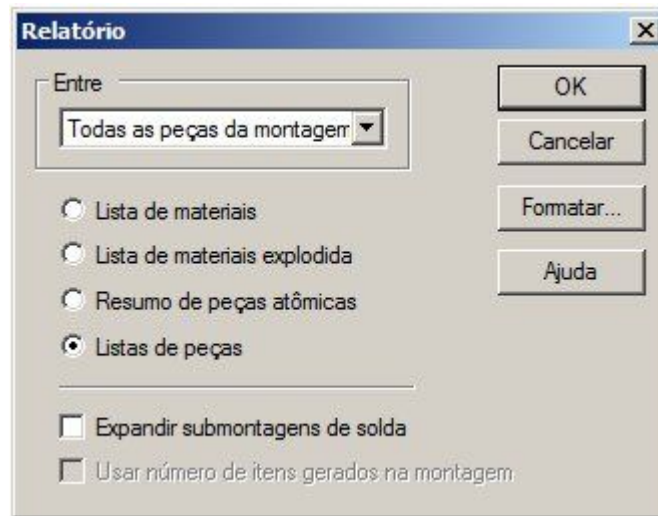 Relatório
Entre
Todas as peças da montagem
OK
Cancelar
Formatar...
Ajuda
Lista de materiais
Lista de materiais explodida
Resumo de peças atômicas
Listas de peças
Expandir submontagens de solda
Usar número de itens gerados na montagem